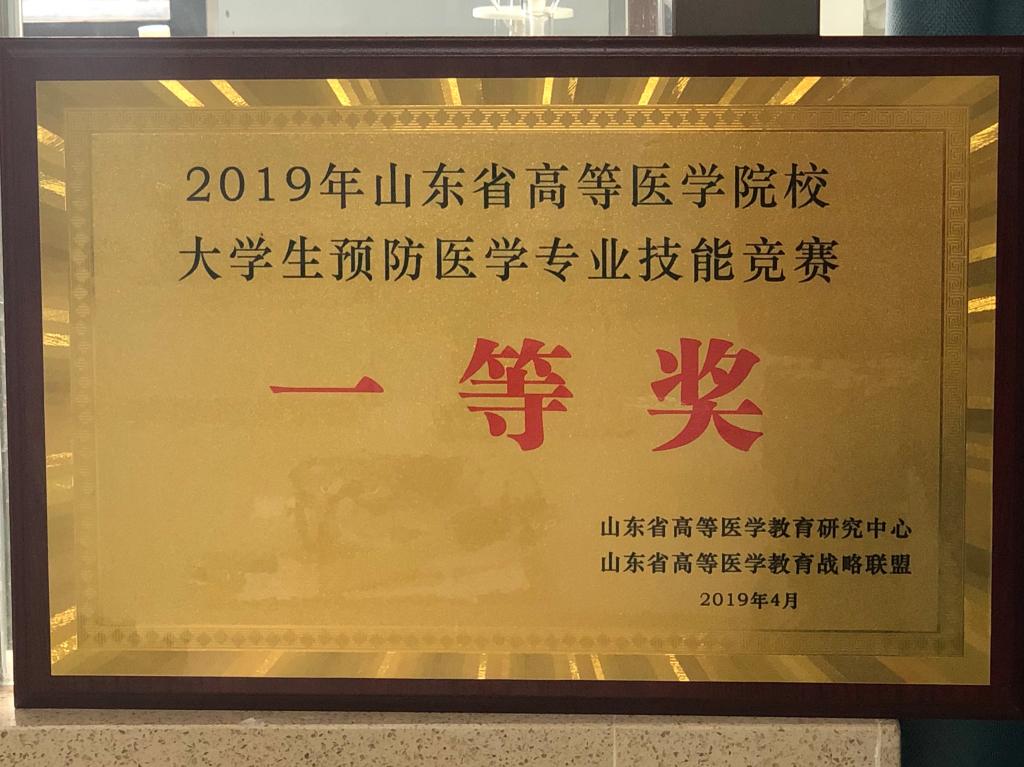 2019年山东省高等医学院校
大学生预防医学专业技能竞赛
一等奖
山东省高等医学教育研究中心
山东省高等医学教育战略联盟
2019年4月